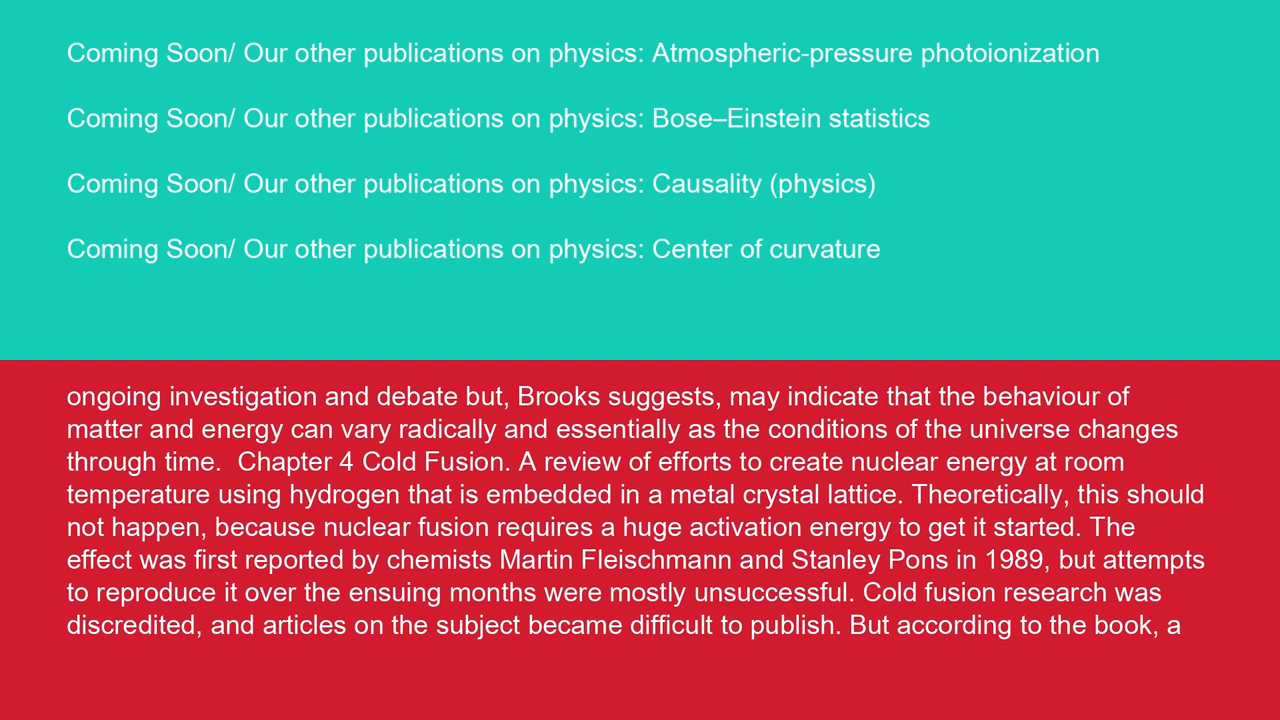 Coming Soon/ Our other publications on physics: Atmospheric-pressure photoionization
Coming Soon/ Our other publications on physics: Bose–Einstein statistics
Coming Soon/ Our other publications on physics: Causality (physics)
Coming Soon/ Our other publications on physics: Center of curvature
ongoing investigation and debate but, Brooks suggests, may indicate that the behaviour of
matter and energy can vary radically and essentially as the conditions of the universe changes
through time.  Chapter 4 Cold Fusion. A review of efforts to create nuclear energy at room
temperature using hydrogen that is embedded in a metal crystal lattice. Theoretically, this should
not happen, because nuclear fusion requires a huge activation energy to get it started. The
effect was first reported by chemists Martin Fleischmann and Stanley Pons in 1989, but attempts
to reproduce it over the ensuing months were mostly unsuccessful. Cold fusion research was
discredited, and articles on the subject became difficult to publish. But according to the book, a